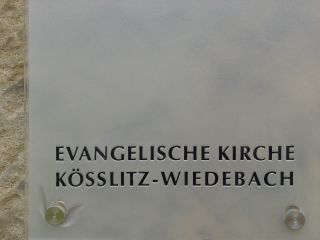 EVANGELISCHE KIRCHE
KÖSSLITZ-WIEDEBACH